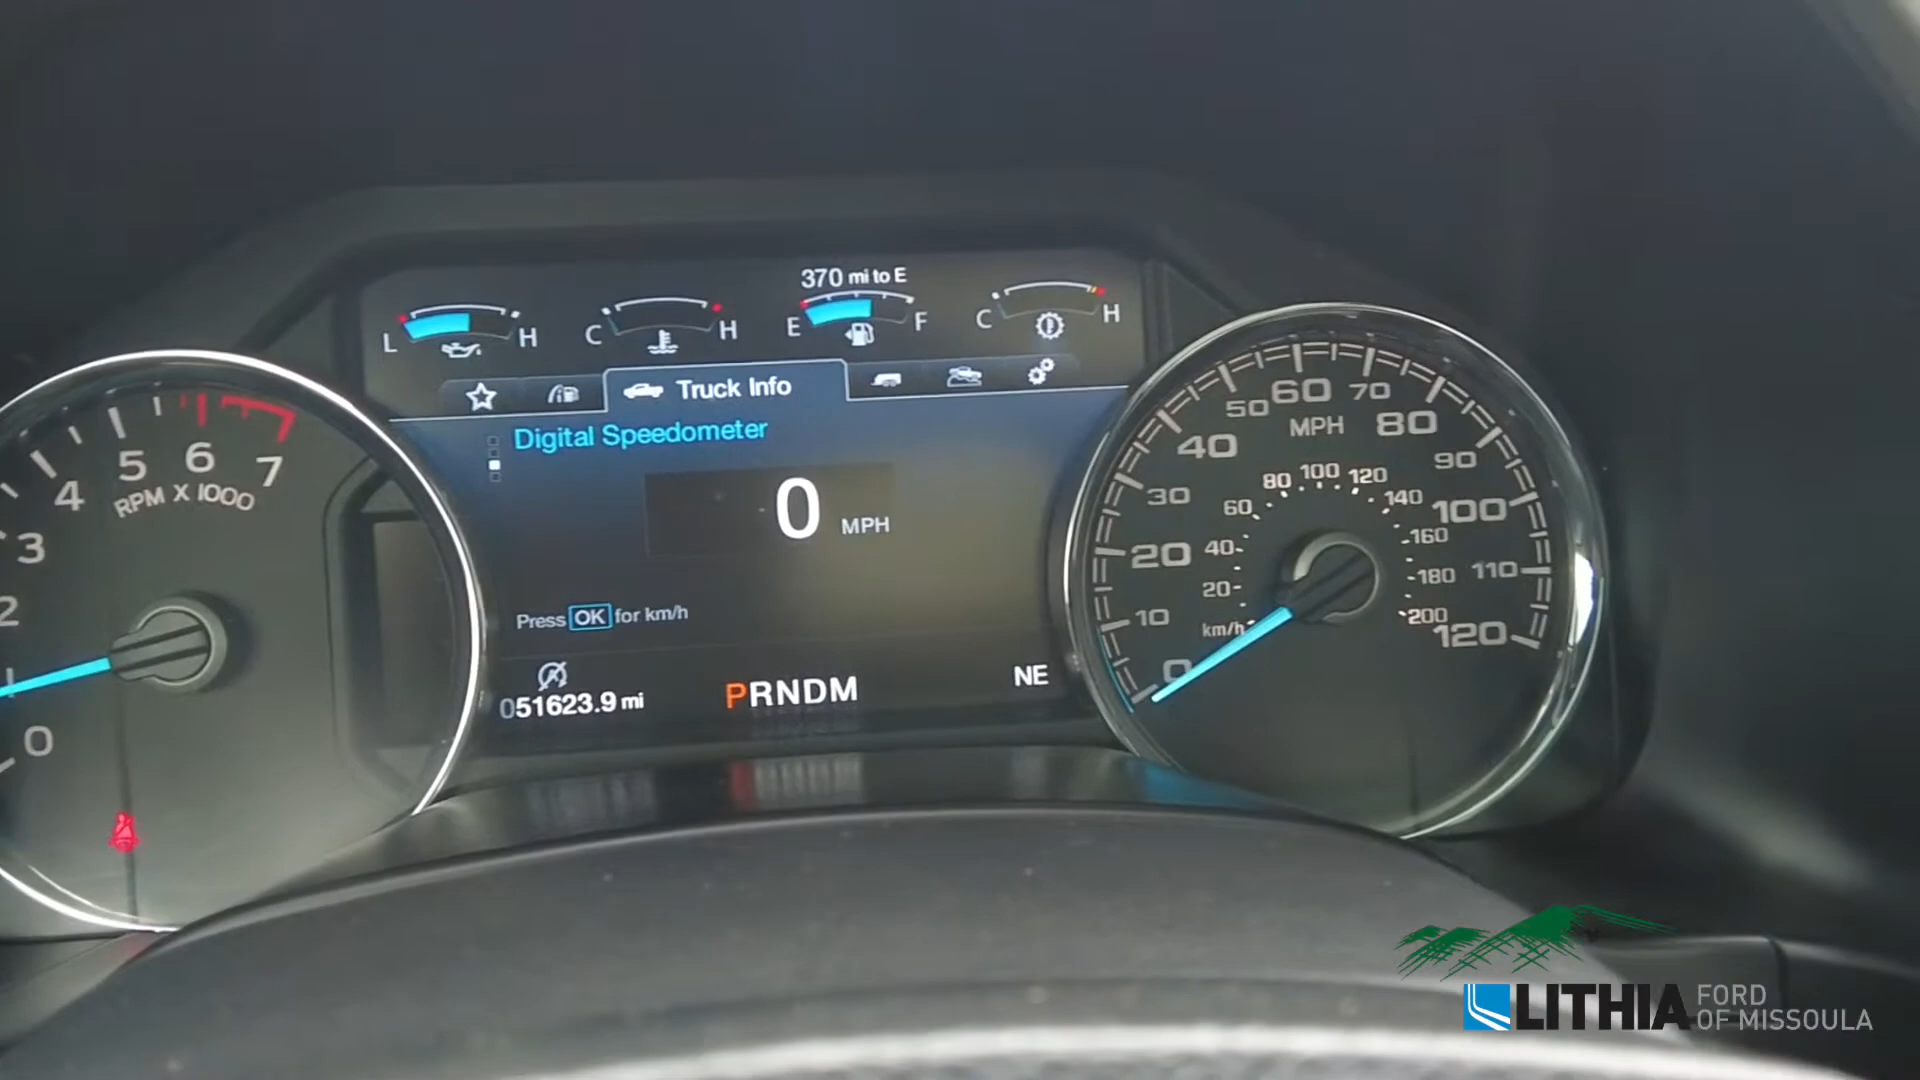 370 mi to E
L H
C H
E F
C H
Truck Info
Digital Speedometer
0 MPH
Press OK for km/h
051623.9 mi
PRNDM
NE
0
1
2
3
4
5
6
7
RPM X 1000
0
10
20
30
40
50
60
70
80
90
100
110
120
MPH
20
40
60
80
100
120
140
160
180
200
km/h
LITHIA FORD
OF MISSOULA